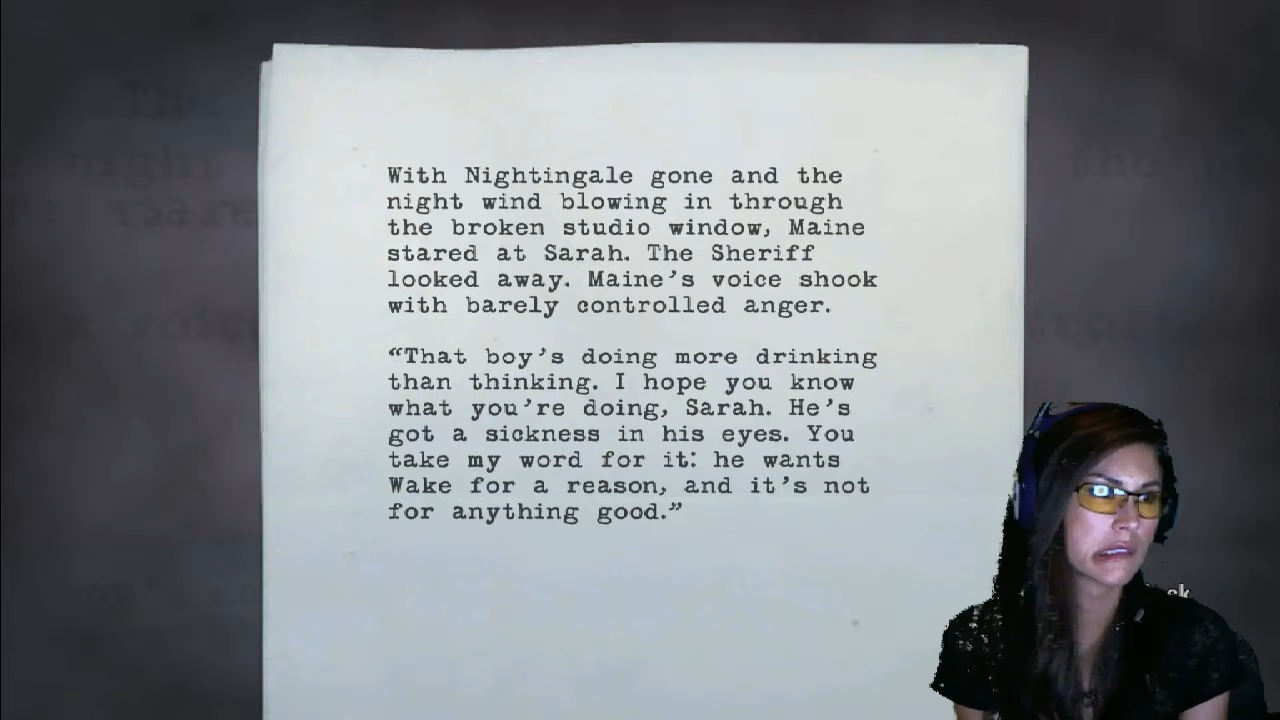 With Nightingale gone and the
night wind blowing in through
the broken studio window, Maine
stared at Sarah. The Sheriff
looked away. Maine’s voice shook
with barely controlled anger.
“That boy’s doing more drinking
than thinking. I hope you know
what you’re doing, Sarah. He’s
got a sickness in his eyes. You
take my word for it: he wants
Wake for a reason, and it’s not
for anything good.”